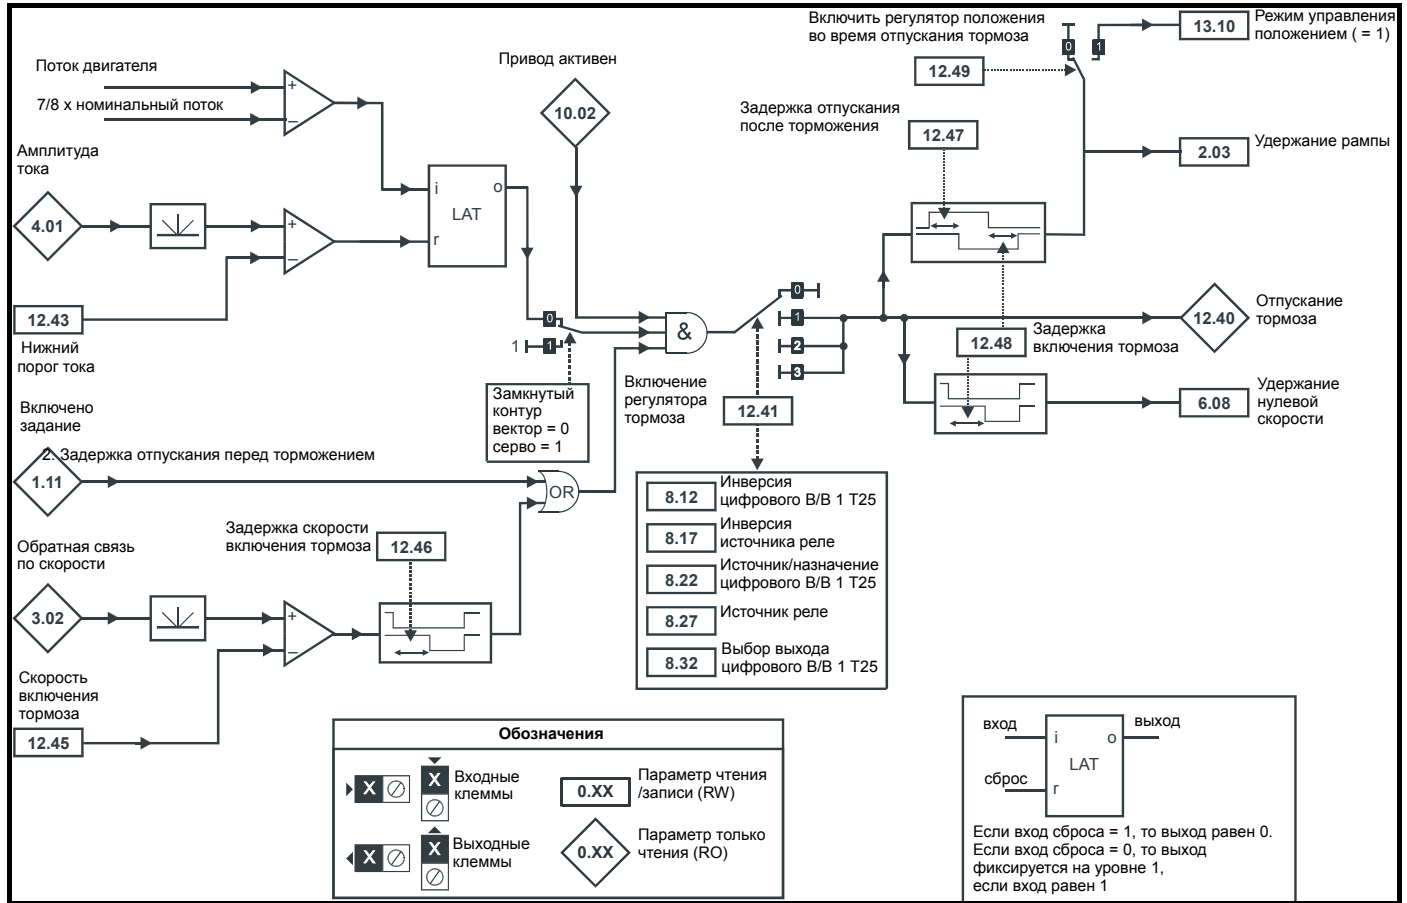 Включить регулятор положения
во время отпускания тормоза
0
1
13.10
Режим управления
положением ( = 1)
Поток двигателя
7/8 x номинальный поток
+
–
Привод активен
10.02
12.49
Задержка отпускания
после торможения
12.47
2.03
Удержание рампы
Амплитуда
тока
4.01
+
–
i
o
LAT
r
12.43
Нижний
порог тока
0
1
1
&
0
1
2
3
12.40
Отпускание
тормоза
12.48
Задержка
включения тормоза
Замкнутый
контур
вектор = 0
серво = 1
Включение
регулятора
тормоза
12.41
6.08
Удержание
нулевой
скорости
Включено
задание
2. Задержка отпускания перед торможением
1.11
OR
8.12
Инверсия
цифрового В/В 1 T25
8.17
Инверсия
источника реле
8.22
Источник/назначение
цифрового В/В 1 T25
8.27
Источник реле
8.32
Выбор выхода
цифрового В/В 1 T25
Задержка скорости
включения тормоза
12.46
Обратная связь
по скорости
3.02
+
–
Скорость
включения
тормоза
12.45
Обозначения
X
X
Входные
клеммы
0.XX
Параметр чтения
/записи (RW)
X
X
Выходные
клеммы
0.XX
Параметр только
чтения (RO)
вход
выход
i
o
LAT
сброс
r
Если вход сброса = 1, то выход равен 0.
Если вход сброса = 0, то выход
фиксируется на уровне 1,
если вход равен 1